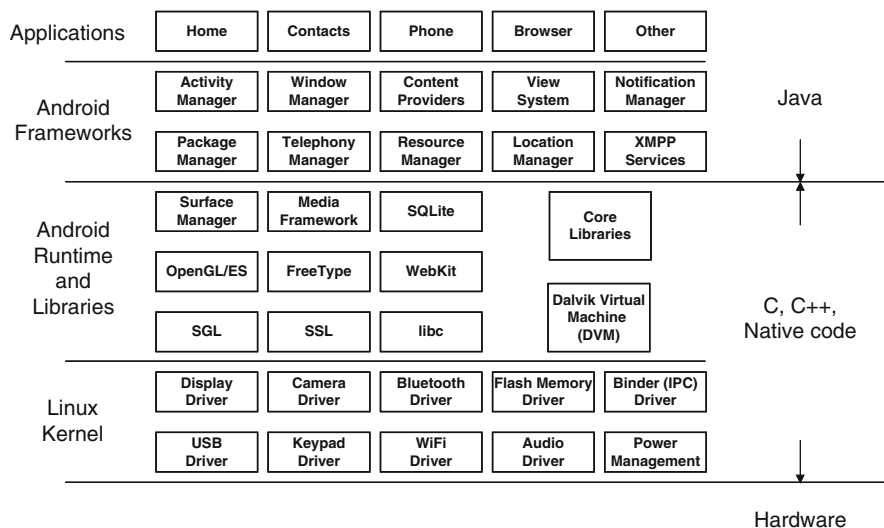 Applications
Home
Contacts
Phone
Browser
Other
Android
Frameworks
Activity
Manager
Window
Manager
Content
Providers
View
System
Notification
Manager
Package
Manager
Telephony
Manager
Resource
Manager
Location
Manager
XMPP
Services
Java
Android
Runtime
and
Libraries
Surface
Manager
Media
Framework
SQLite
Core
Libraries
OpenGL/ES
FreeType
WebKit
SGL
SSL
libc
Dalvik Virtual
Machine
(DVM)
C, C++,
Native code
Linux
Kernel
Display
Driver
Camera
Driver
Bluetooth
Driver
Flash Memory
Driver
Binder (IPC)
Driver
USB
Driver
Keypad
Driver
WiFi
Driver
Audio
Driver
Power
Management
Hardware